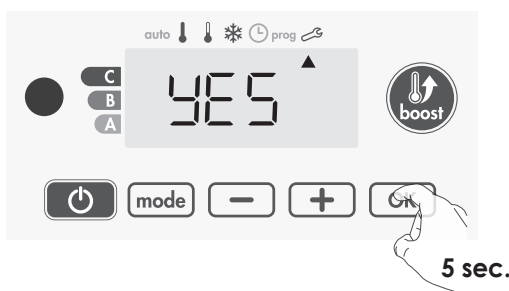 auto prog
C
B
A
YES
boost
mode − + OK
5 sec.